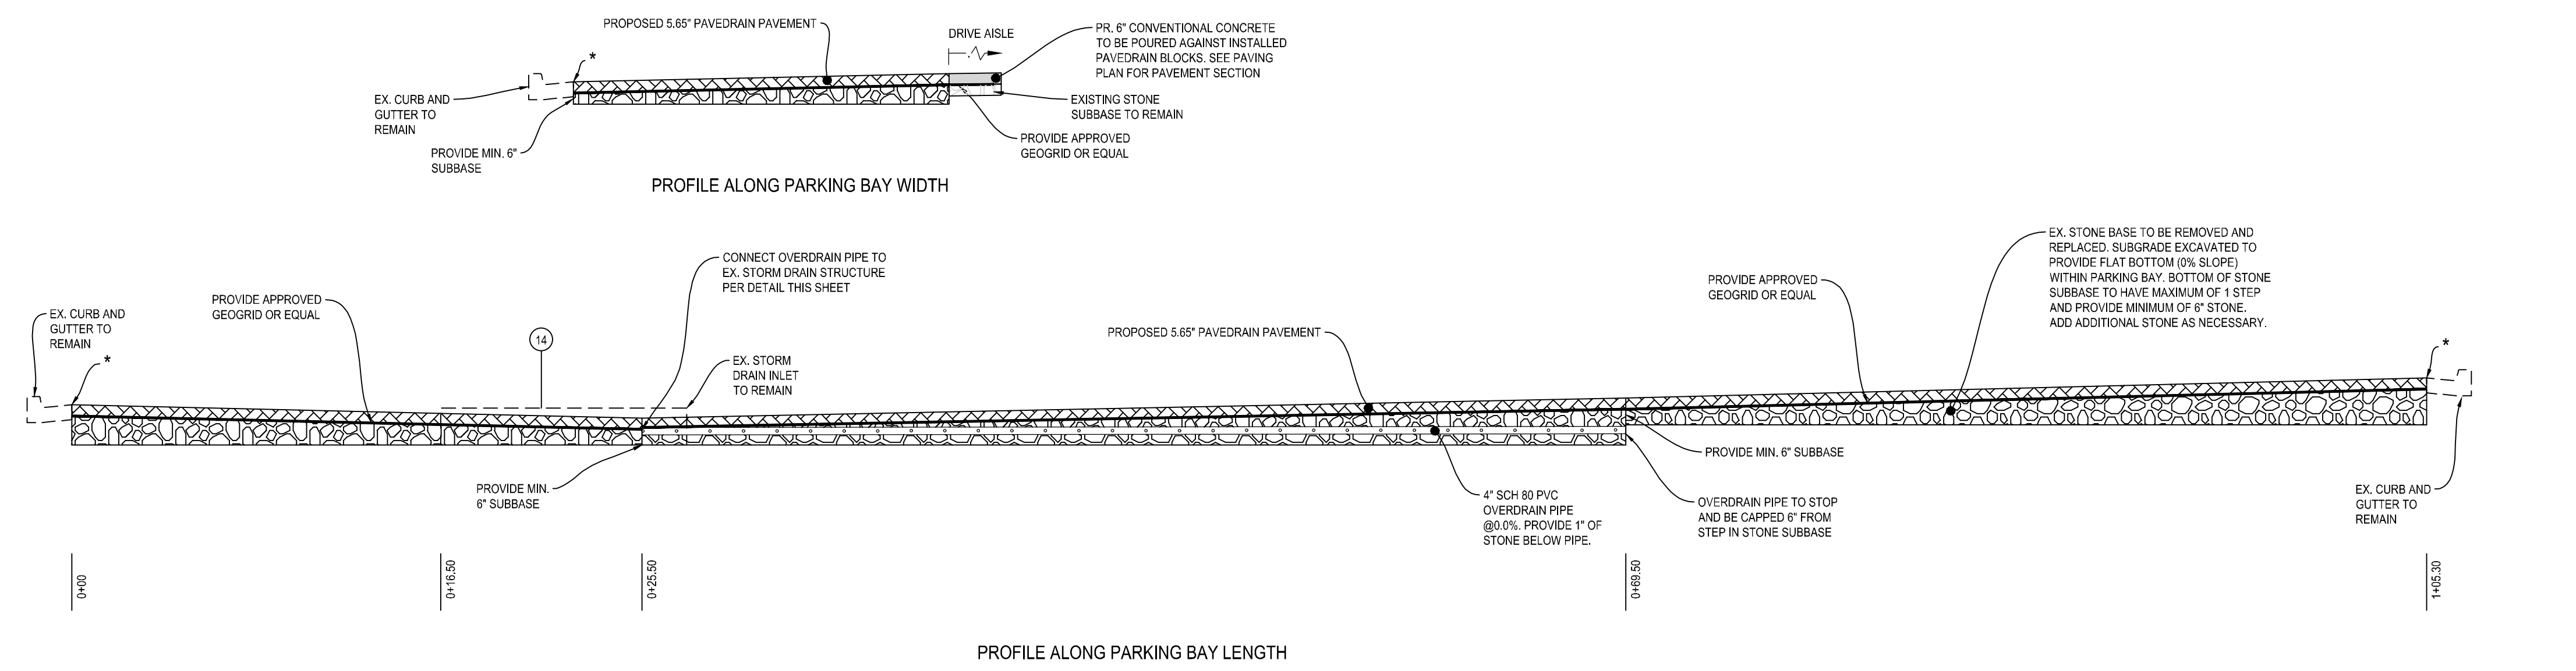 PROPOSED 5.65" PAVEDRAIN PAVEMENT
DRIVE AISLE
PR. 6" CONVENTIONAL CONCRETE
TO BE POURED AGAINST INSTALLED
PAVEDRAIN BLOCKS. SEE PAVING
PLAN FOR PAVEMENT SECTION
*
EX. CURB AND
GUTTER TO
REMAIN
EXISTING STONE
SUBBASE TO REMAIN
PROVIDE APPROVED
GEOGRID OR EQUAL
PROVIDE MIN. 6"
SUBBASE
PROFILE ALONG PARKING BAY WIDTH
EX. CURB AND
GUTTER TO
REMAIN
*
PROVIDE APPROVED
GEOGRID OR EQUAL
14
CONNECT OVERDRAIN PIPE TO
EX. STORM DRAIN STRUCTURE
PER DETAIL THIS SHEET
EX. STORM
DRAIN INLET
TO REMAIN
PROPOSED 5.65" PAVEDRAIN PAVEMENT
PROVIDE APPROVED
GEOGRID OR EQUAL
EX. STONE BASE TO BE REMOVED AND
REPLACED. SUBGRADE EXCAVATED TO
PROVIDE FLAT BOTTOM (0% SLOPE)
WITHIN PARKING BAY. BOTTOM OF STONE
SUBBASE TO HAVE MAXIMUM OF 1 STEP
AND PROVIDE MINIMUM OF 6" STONE.
ADD ADDITIONAL STONE AS NECESSARY.
*
PROVIDE MIN.
6" SUBBASE
4" SCH 80 PVC
OVERDRAIN PIPE
@0.0%. PROVIDE 1" OF
STONE BELOW PIPE.
PROVIDE MIN. 6" SUBBASE
OVERDRAIN PIPE TO STOP
AND BE CAPPED 6" FROM
STEP IN STONE SUBBASE
EX. CURB AND
GUTTER TO
REMAIN
0+00
0+16.50
0+25.50
0+69.50
1+05.30
PROFILE ALONG PARKING BAY LENGTH